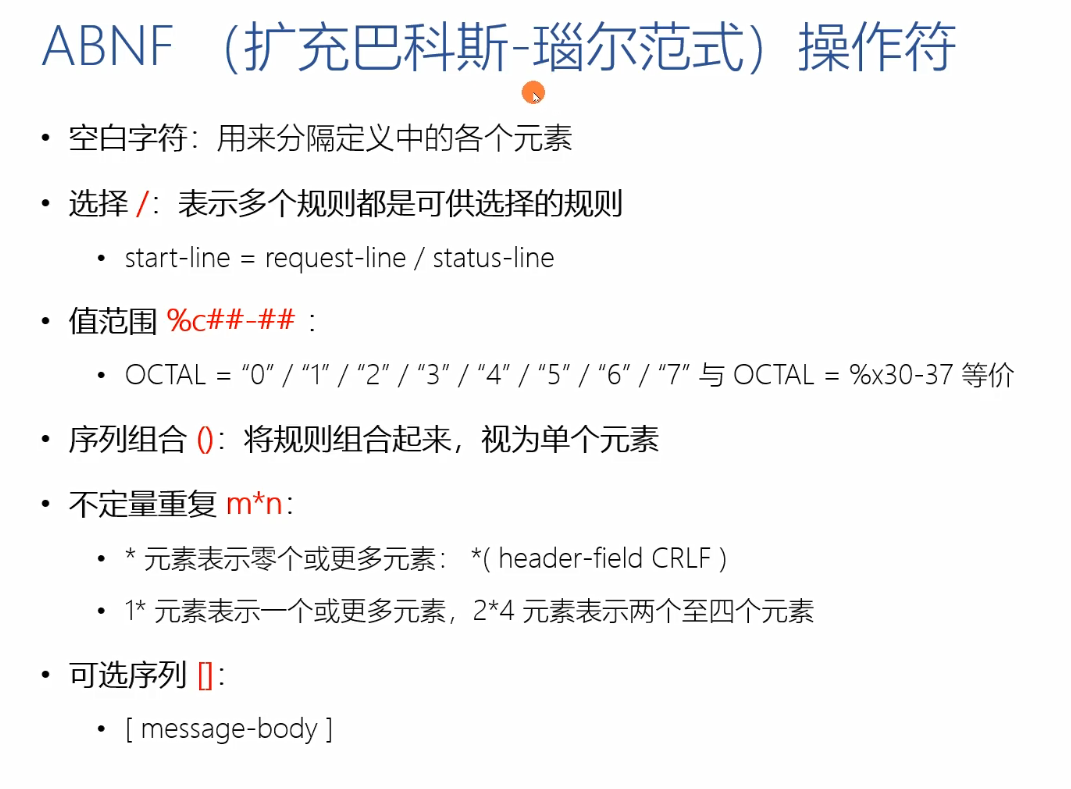 ABNF （扩充巴科斯-瑙尔范式）操作符
• 空白字符：用来分隔定义中的各个元素
• 选择 /：表示多个规则都是可供选择的规则
• start-line = request-line / status-line
• 值范围 %c##-## ：
• OCTAL = “0” / “1” / “2” / “3” / “4” / “5” / “6” / “7” 与 OCTAL = %x30-37 等价
• 序列组合 ()：将规则组合起来，视为单个元素
• 不定量重复 m*n：
• * 元素表示零个或更多元素： *( header-field CRLF )
• 1* 元素表示一个或更多元素，2*4 元素表示两个至四个元素
• 可选序列 []：
• [ message-body ]